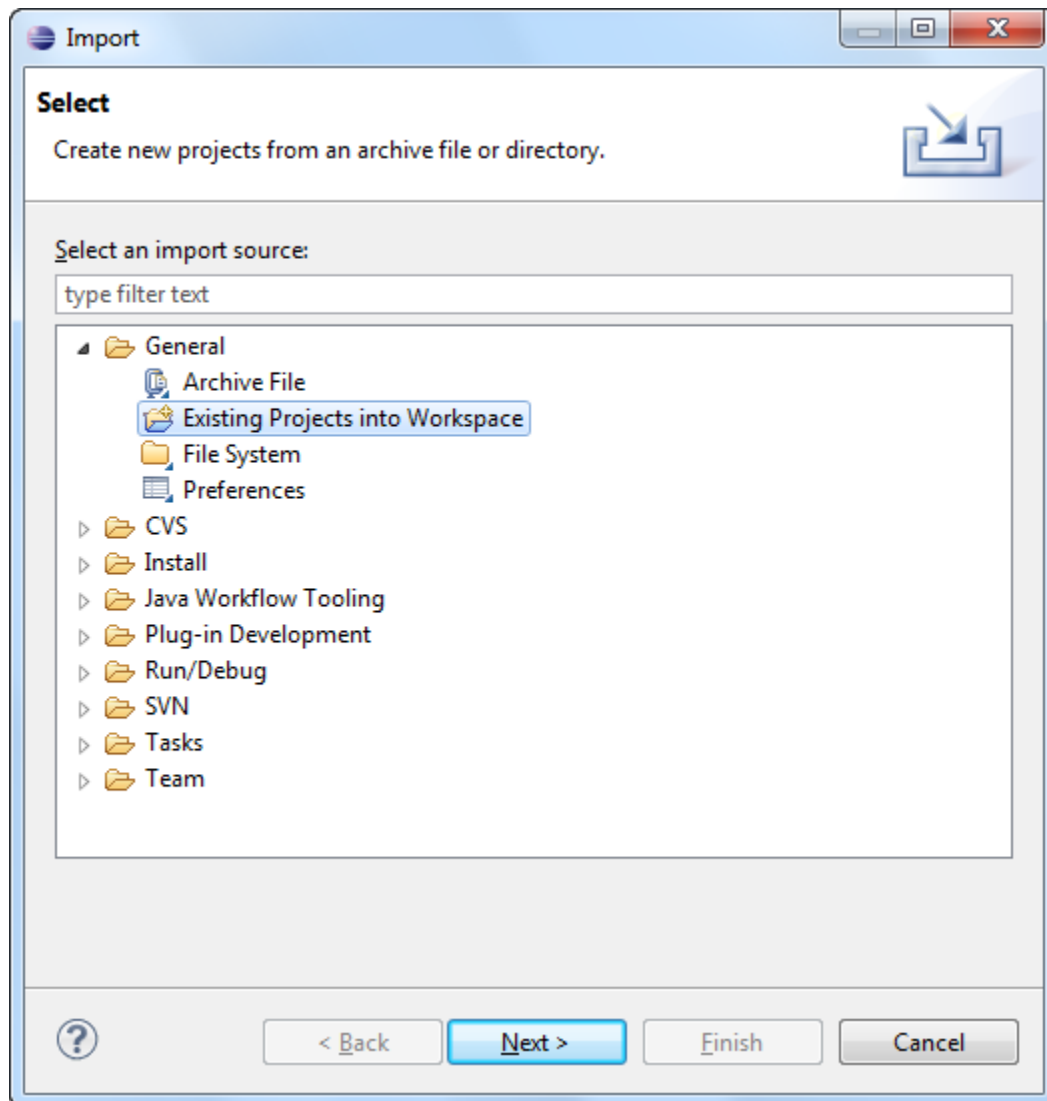 Import
Select
Create new projects from an archive file or directory.
Select an import source:
type filter text
General
Archive File
Existing Projects into Workspace
File System
Preferences
CVS
Install
Java Workflow Tooling
Plug-in Development
Run/Debug
SVN
Tasks
Team
? < Back Next > Finish Cancel